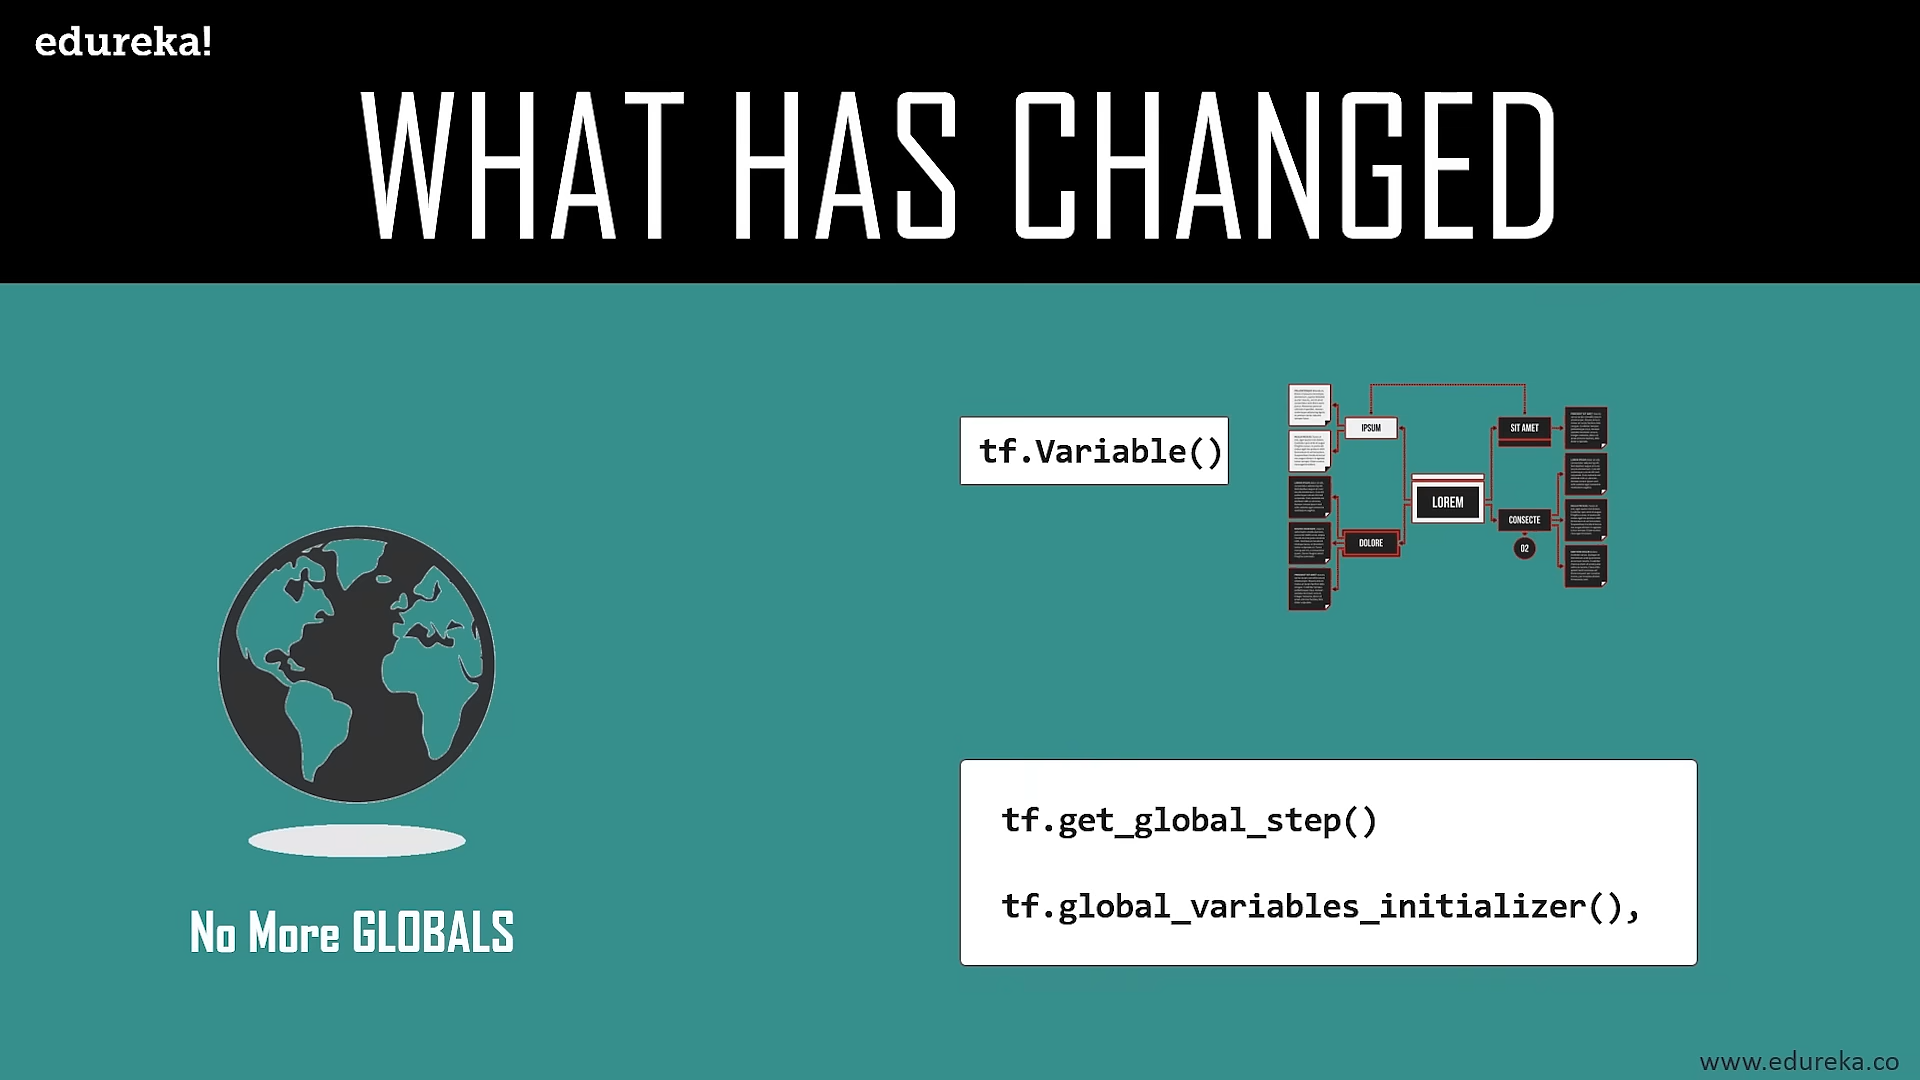 edureka!
WHAT HAS CHANGED
tf.Variable()
IPSUM
SIT AMET
LOREM
CONSECTE
DOLORE
02
tf.get_global_step()
tf.global_variables_initializer(),
No More GLOBALS
www.edureka.co